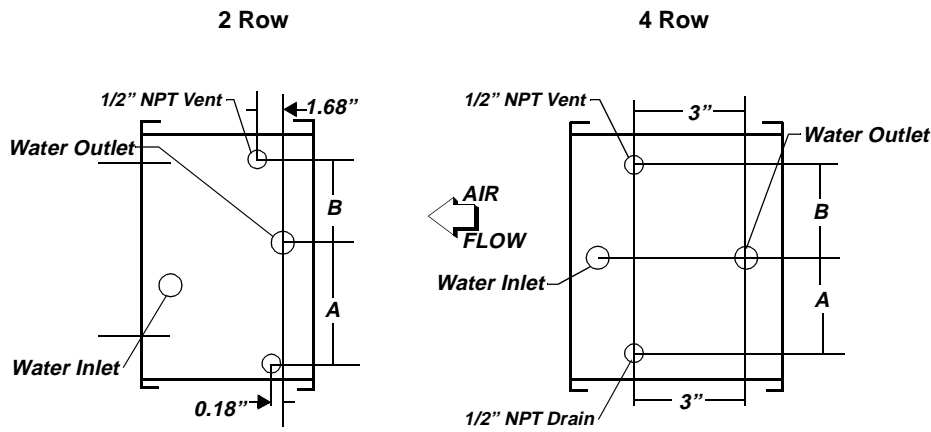 2 Row
4 Row
1/2” NPT Vent
1.68”
Water Outlet
B
A
Water Inlet
0.18”
AIR
FLOW
1/2” NPT Vent
3”
Water Outlet
B
Water Inlet
A
3”
1/2” NPT Drain